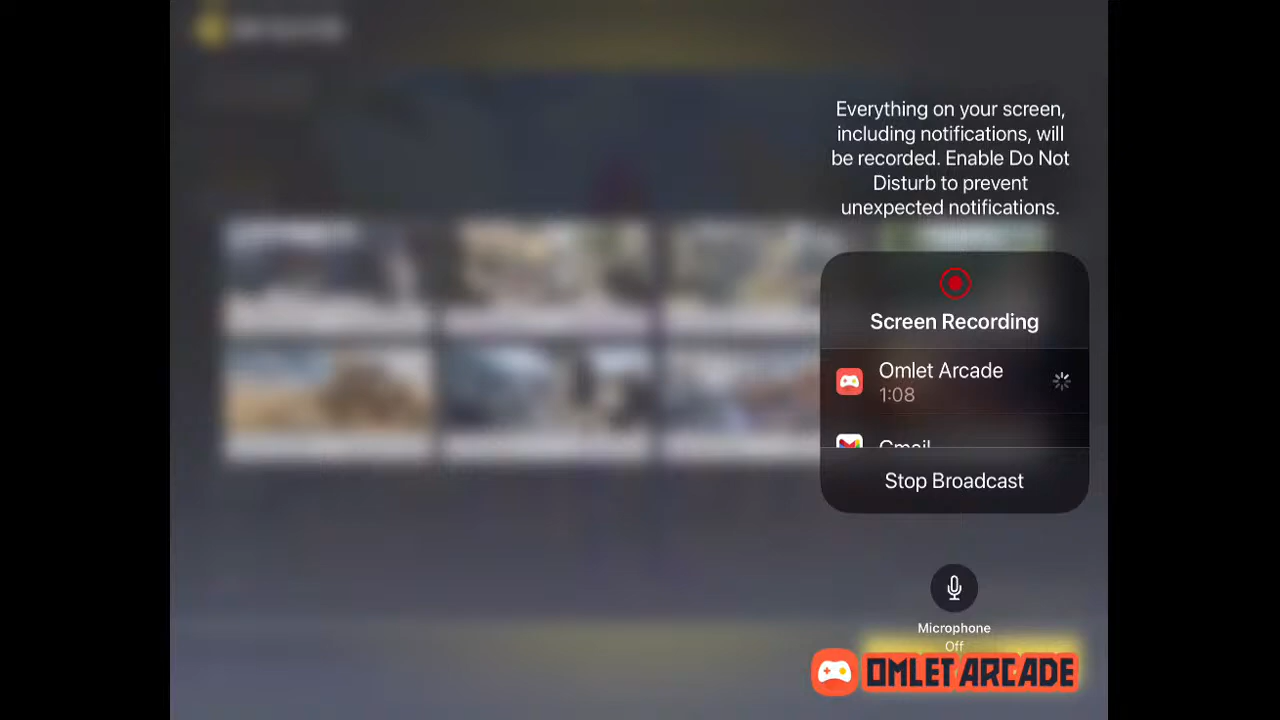 Everything on your screen,
including notifications, will
be recorded. Enable Do Not
Disturb to prevent
unexpected notifications.
Screen Recording
Omlet Arcade
1:08
Gmail
Stop Broadcast
Microphone
Off
OMLET ARCADE